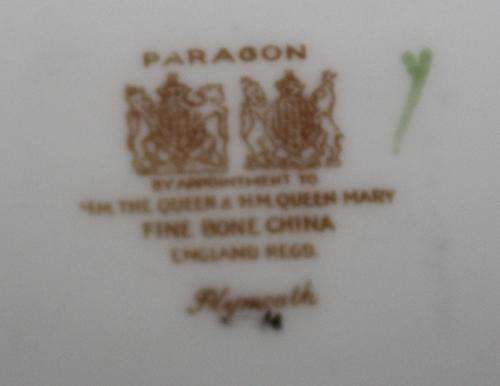 PARAGON
BY APPOINTMENT TO
H.M. THE QUEEN & H.M. QUEEN MARY
FINE BONE CHINA
ENGLAND REGD.
Plymouth